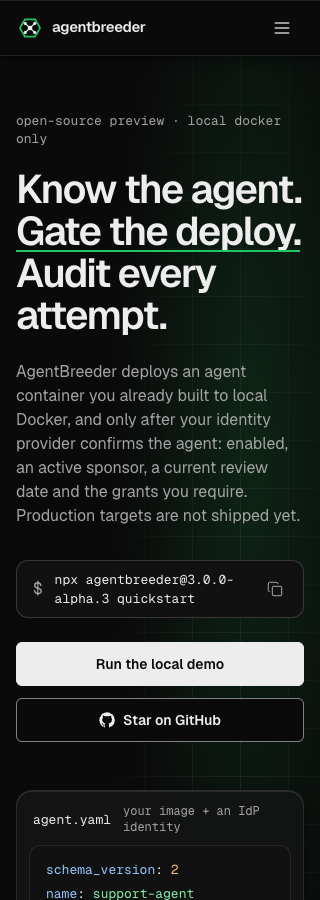 agentbreeder
open-source preview · local docker
only
Know the agent.
Gate the deploy.
Audit every
attempt.
AgentBreeder deploys an agent
container you already built to local
Docker, and only after your identity
provider confirms the agent: enabled,
an active sponsor, a current review
date and the grants you require.
Production targets are not shipped yet.
$ npx agentbreeder@3.0.0-
alpha.3 quickstart
Run the local demo
Star on GitHub
agent.yaml your image + an IdP
identity
schema_version: 2
name: support-agent